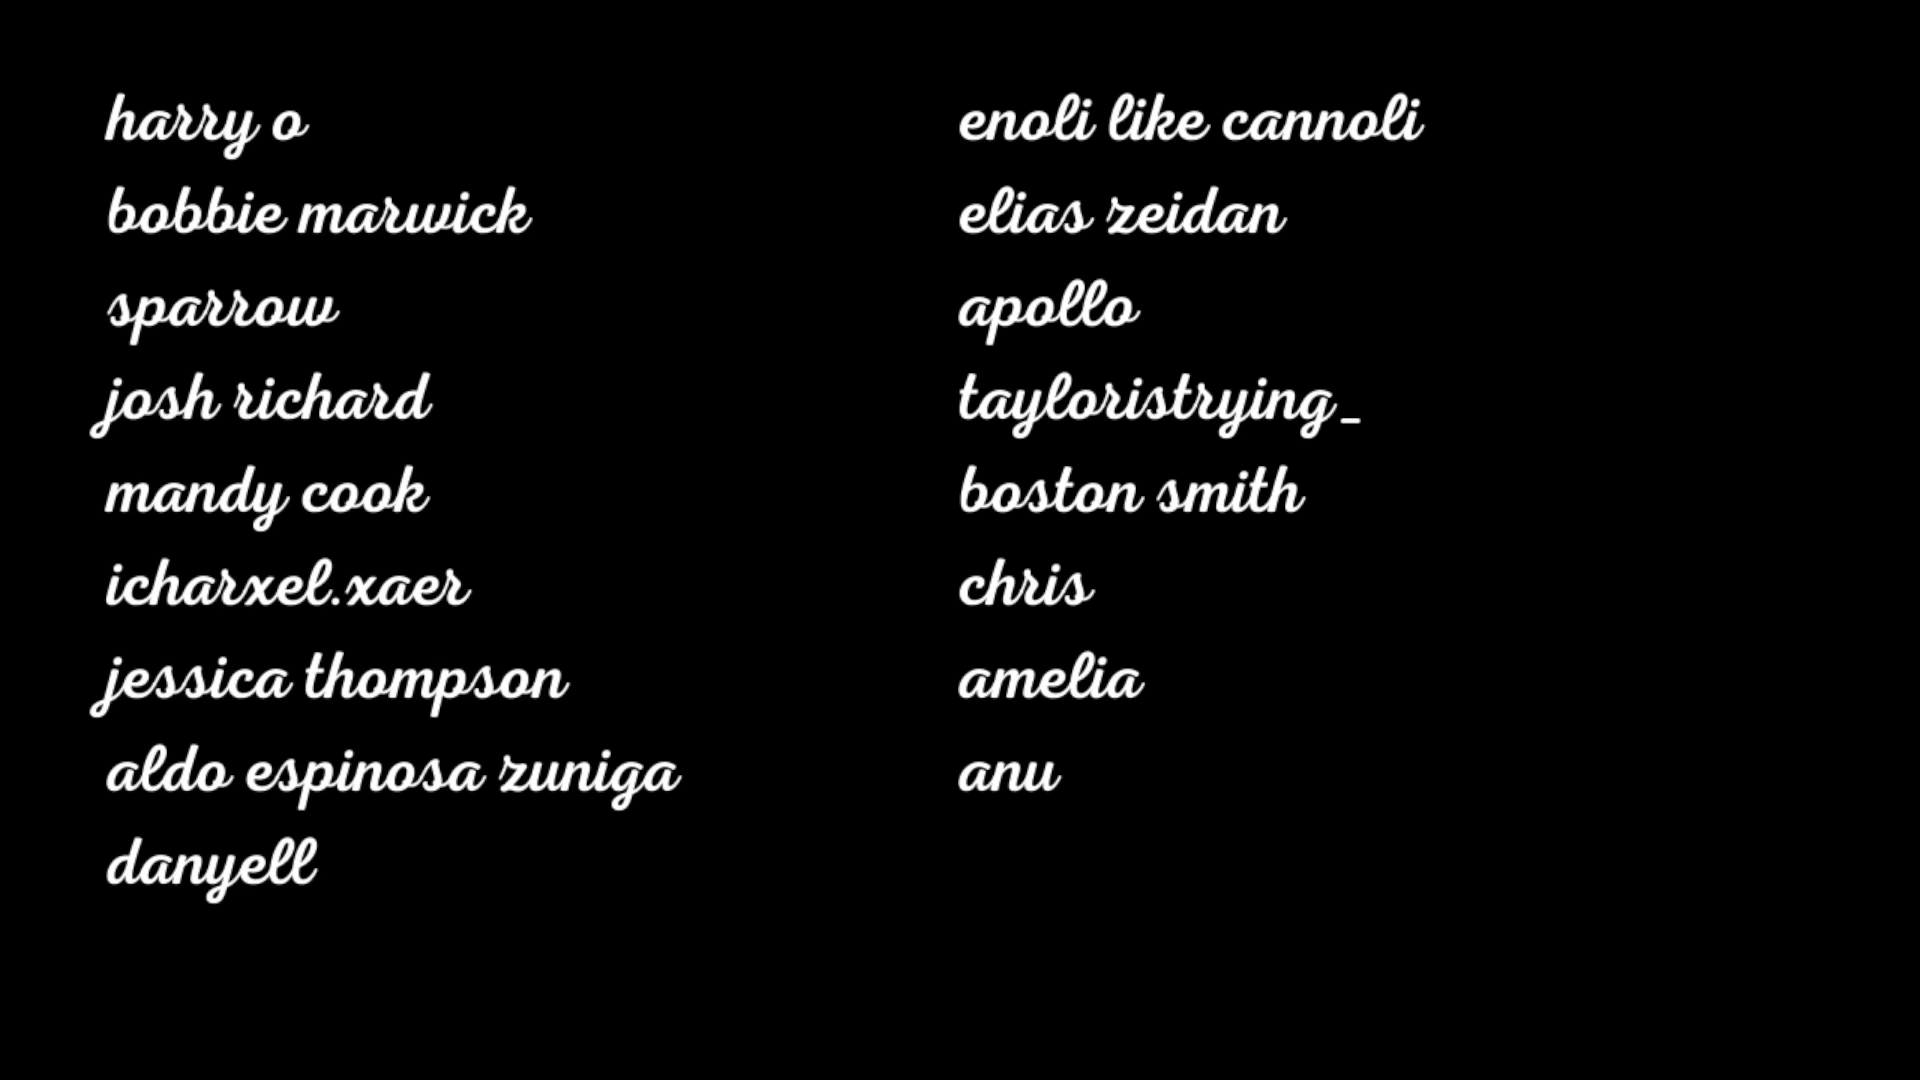 harry o
bobbie marwick
sparrow
josh richard
mandy cook
icharxel.xaer
jessica thompson
aldo espinosa zuniga
danyell
enoli like cannoli
elias zeidan
apollo
tayloristrying_
boston smith
chris
amelia
anu